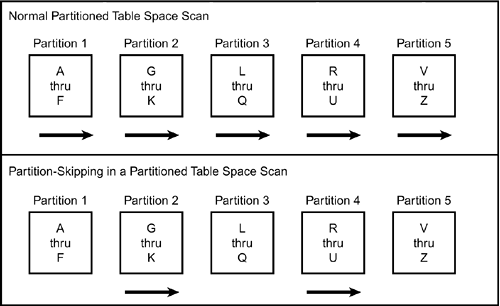 Normal Partitioned Table Space Scan
Partition 1 Partition 2 Partition 3 Partition 4 Partition 5
A G L R V
thru thru thru thru thru
F K Q U Z
Partition-Skipping in a Partitioned Table Space Scan
Partition 1 Partition 2 Partition 3 Partition 4 Partition 5
A G L R V
thru thru thru thru thru
F K Q U Z